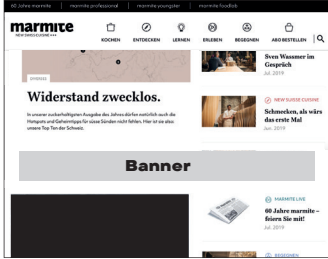 60 Jahre marmite
marmite professional
marmite youngster
marmite foodlab
marmite
NEW SWISS CUISINE
KOCHEN
ENTDECKEN
LERNEN
ERLEBEN
BEGEGNEN
ABO BESTELLEN
DIVERSE
Widerstand zwecklos.
In unserer zuckerhaltigsten Ausgabe des Jahres dürfen natürlich auch die
Hotspots und Geheimtipps für süsse Sünden nicht fehlen. Hier ist sie also:
unsere Top Ten der Schweiz.
Sven Wassmer im
Gespräch
Jul. 2019
NEW SWISS CUISINE
Schmecken, als wärs
das erste Mal
Jun. 2019
Banner
MARMITE LIVE
60 Jahre marmite –
feiern Sie mit!
Jul. 2019
BEGEGNEN